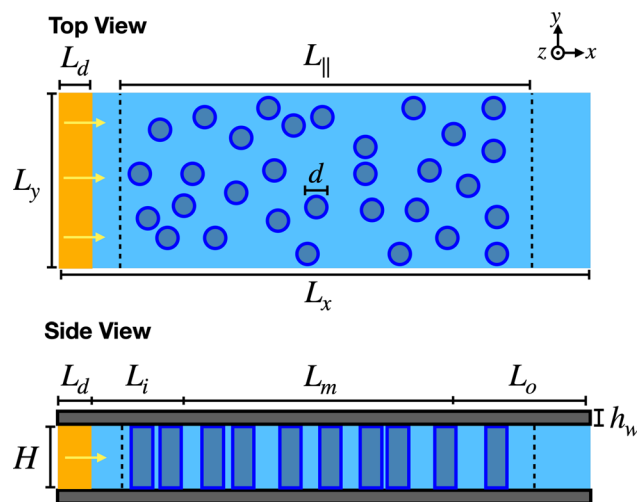 Top View
y
z x
L_d
L_∥
L_y
d
L_x
Side View
L_d L_i L_m L_o
h_w
H